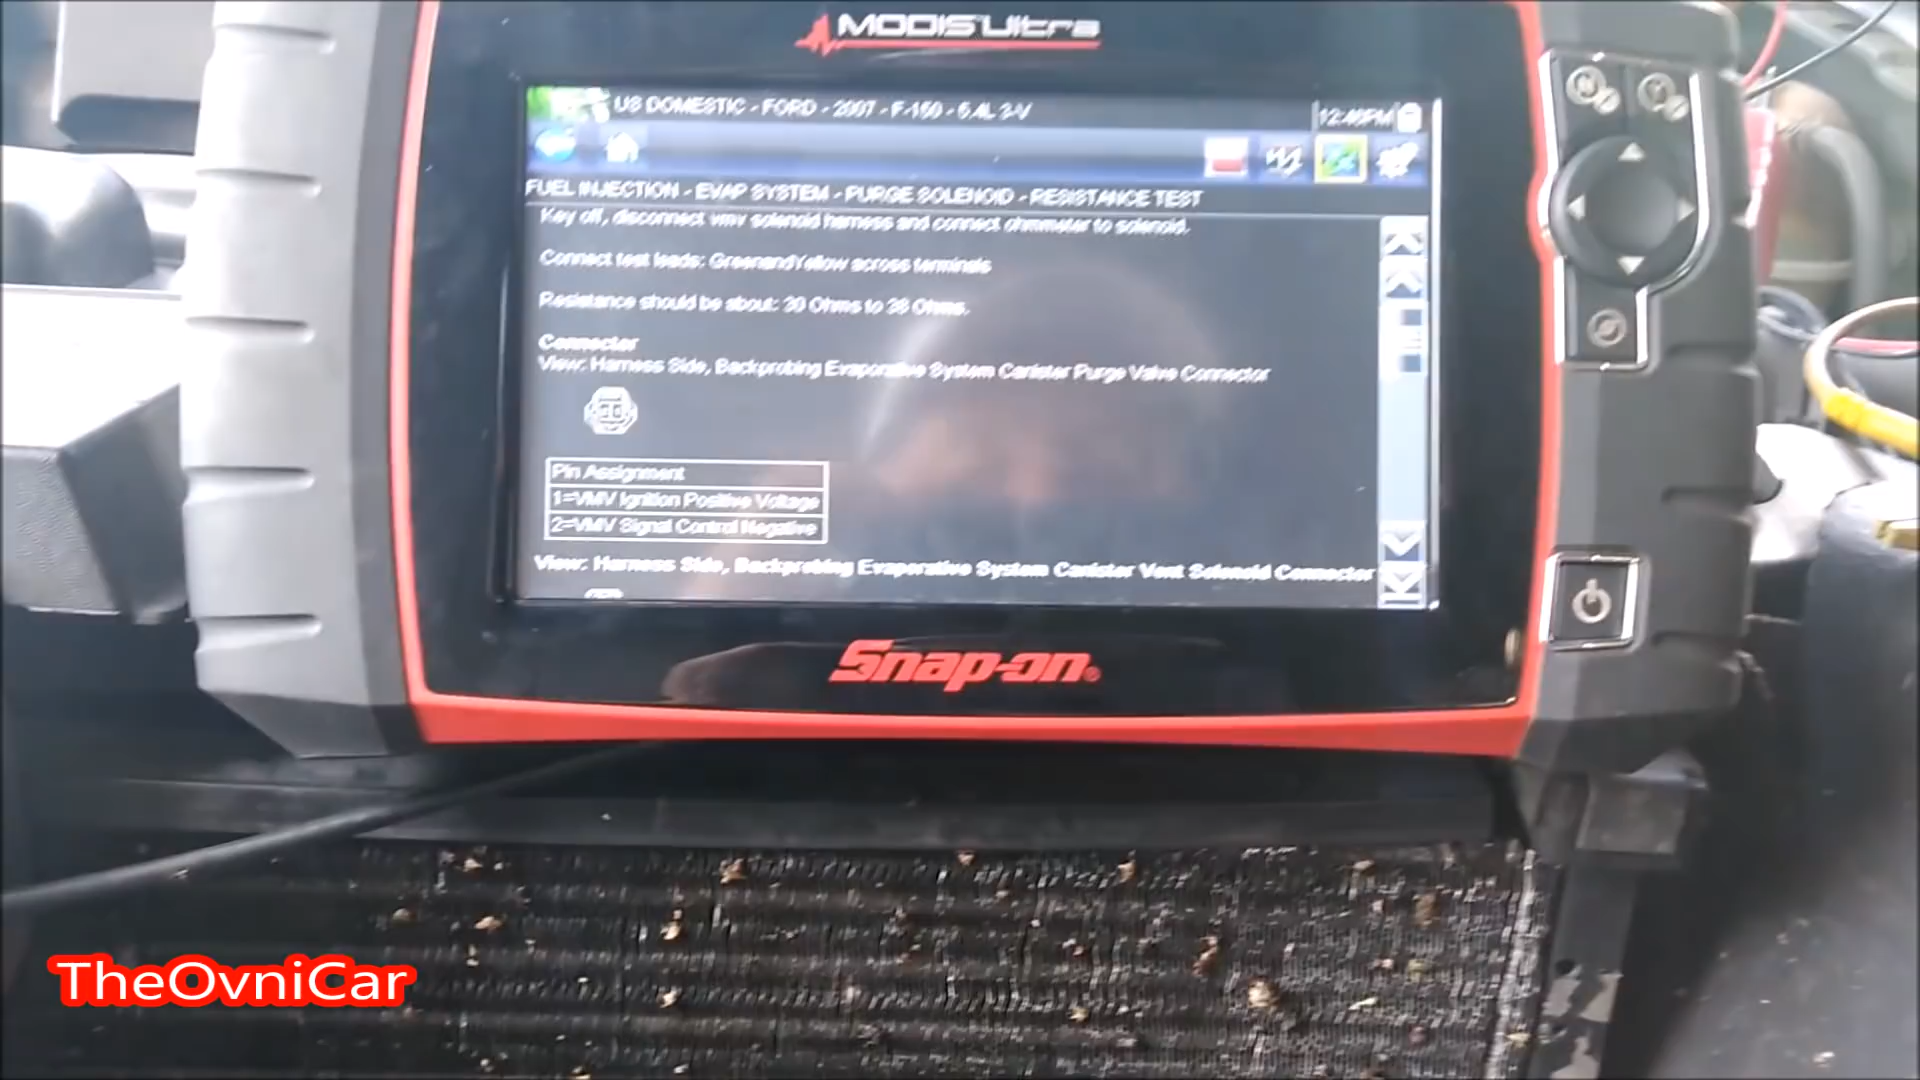 MODIS Ultra
US DOMESTIC - FORD - 2007 - F-150 - 5.4L 3-V
12:46PM
FUEL INJECTION - EVAP SYSTEM - PURGE SOLENOID - RESISTANCE TEST
Key off, disconnect vmv solenoid harness and connect ohmmeter to solenoid.
Connect test leads: GreenandYellow across terminals
Resistance should be about: 30 Ohms to 38 Ohms.
Connector
View: Harness Side, Backprobing Evaporative System Canister Purge Valve Connector
Pin Assignment
1=VMV Ignition Positive Voltage
2=VMV Signal Control Negative
View: Harness Side, Backprobing Evaporative System Canister Vent Solenoid Connector
Snap-on
TheOvniCar